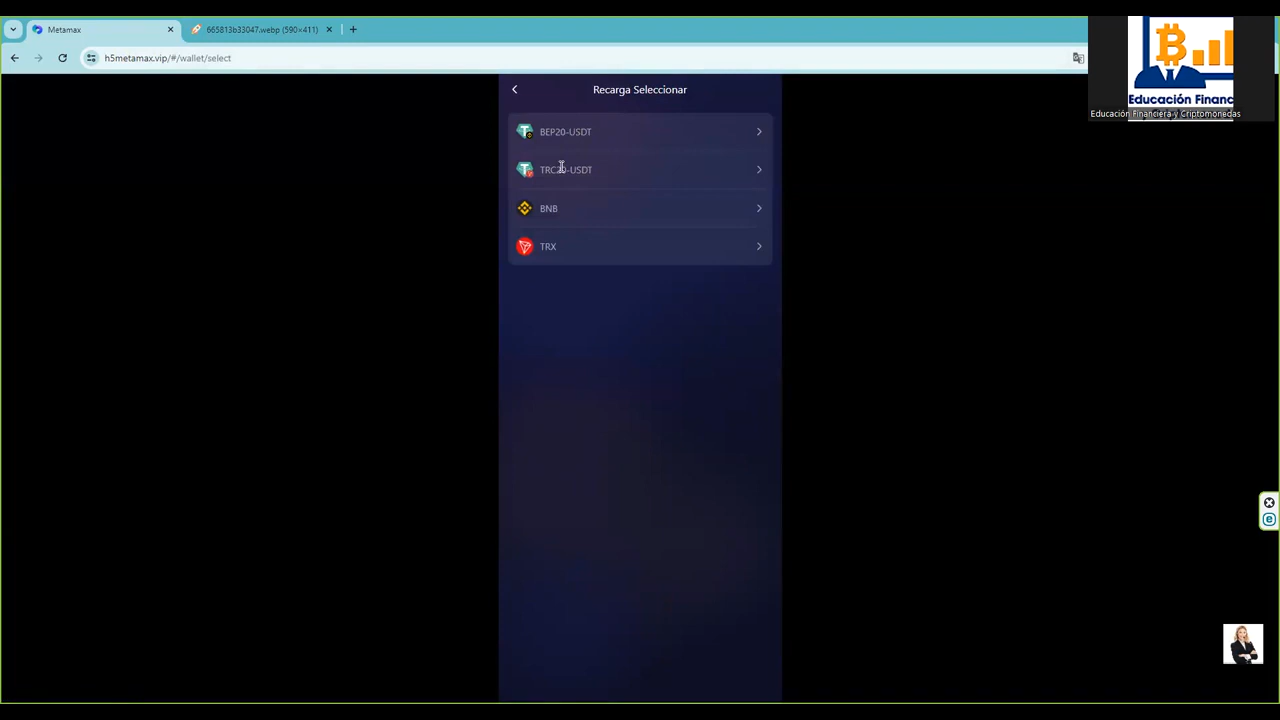 Metamax
665813b33047.webp (590×411)
h5metamax.vip/#/wallet/select
Educación Financ
Educación Financiera y Criptomonedas
Recarga Seleccionar
BEP20-USDT
TRC20-USDT
BNB
TRX